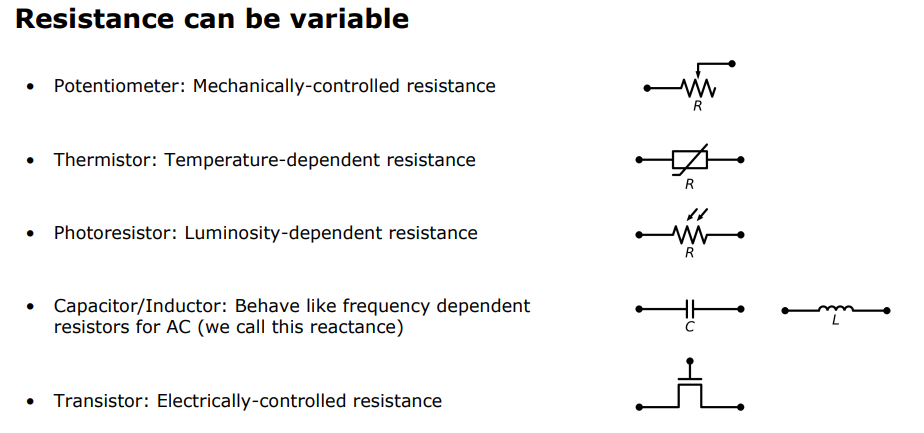 Resistance can be variable
• Potentiometer: Mechanically-controlled resistance
R
• Thermistor: Temperature-dependent resistance
R
• Photoresistor: Luminosity-dependent resistance
R
• Capacitor/Inductor: Behave like frequency dependent
resistors for AC (we call this reactance)
C
L
• Transistor: Electrically-controlled resistance